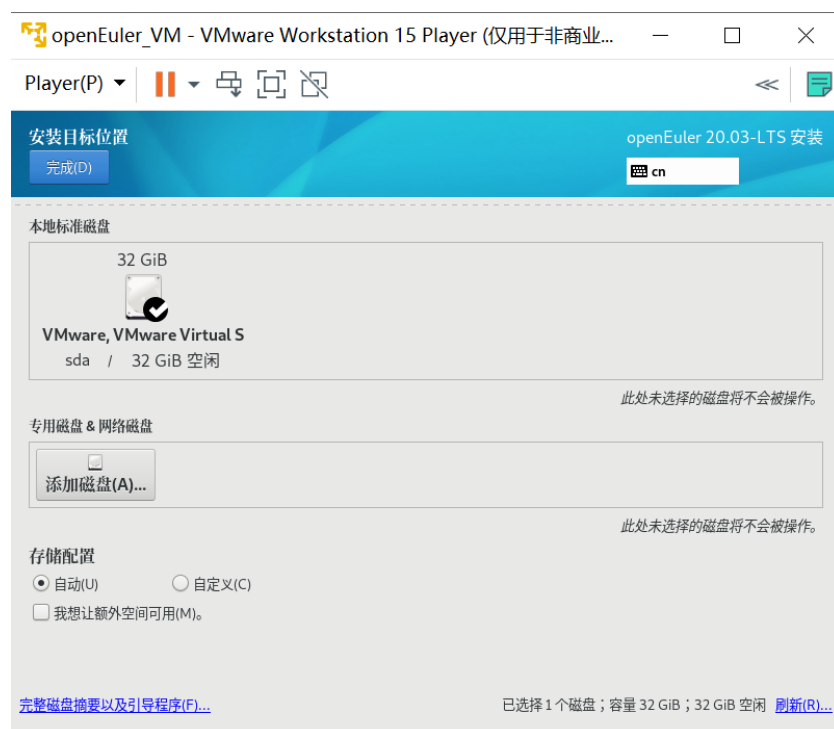 openEuler_VM - VMware Workstation 15 Player (仅用于非商业...
Player(P)
安装目标位置
openEuler 20.03-LTS 安装
完成(D)
cn
本地标准磁盘
32 GiB
VMware, VMware Virtual S
sda / 32 GiB 空闲
此处未选择的磁盘将不会被操作。
专用磁盘 & 网络磁盘
添加磁盘(A)...
此处未选择的磁盘将不会被操作。
存储配置
自动(U) 自定义(C)
我想让额外空间可用(M)。
完整磁盘摘要以及引导程序(F)... 已选择 1 个磁盘；容量 32 GiB；32 GiB 空闲 刷新(R)...